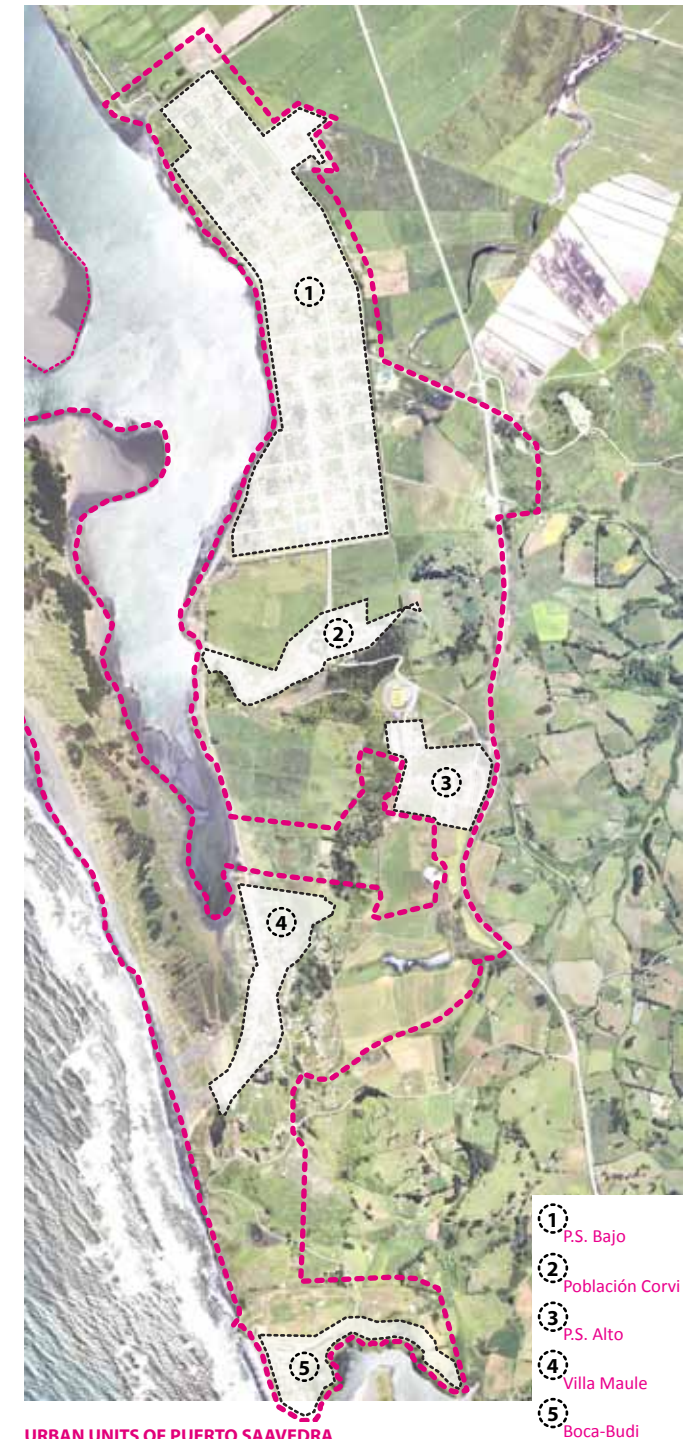 1
2
3
4
5
1
P.S. Bajo
2
Población Corvi
3
P.S. Alto
4
Villa Maule
5
Boca-Budi
URBAN UNITS OF PUERTO SAAVEDRA